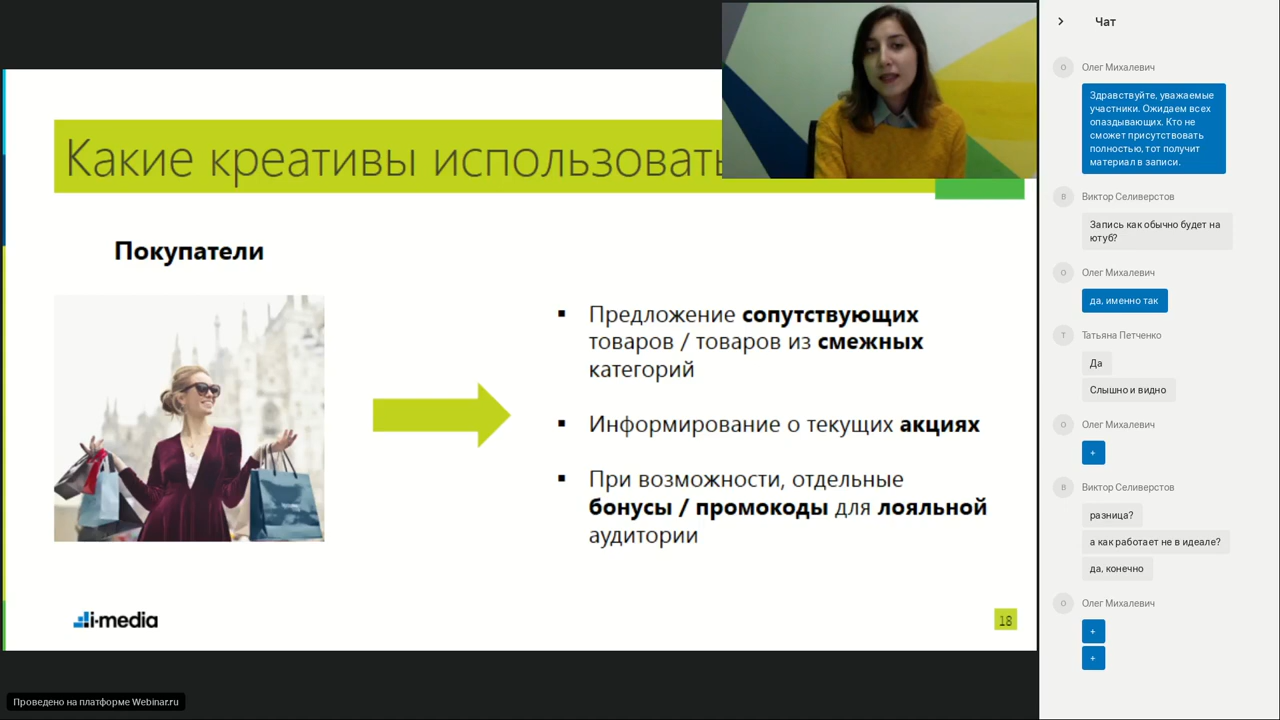 Какие креативы использовать
Покупатели
▪ Предложение сопутствующих
товаров / товаров из смежных
категорий
▪ Информирование о текущих акциях
▪ При возможности, отдельные
бонусы / промокоды для лояльной
аудитории
i-media
18
Проведено на платформе Webinar.ru
Чат
О
Олег Михалевич
Здравствуйте, уважаемые
участники. Ожидаем всех
опаздывающих. Кто не
сможет присутствовать
полностью, тот получит
материал в записи.
В
Виктор Селиверстов
Запись как обычно будет на
ютуб?
О
Олег Михалевич
да, именно так
Т
Татьяна Петченко
Да
Слышно и видно
О
Олег Михалевич
+
В
Виктор Селиверстов
разница?
а как работает не в идеале?
да, конечно
О
Олег Михалевич
+
+